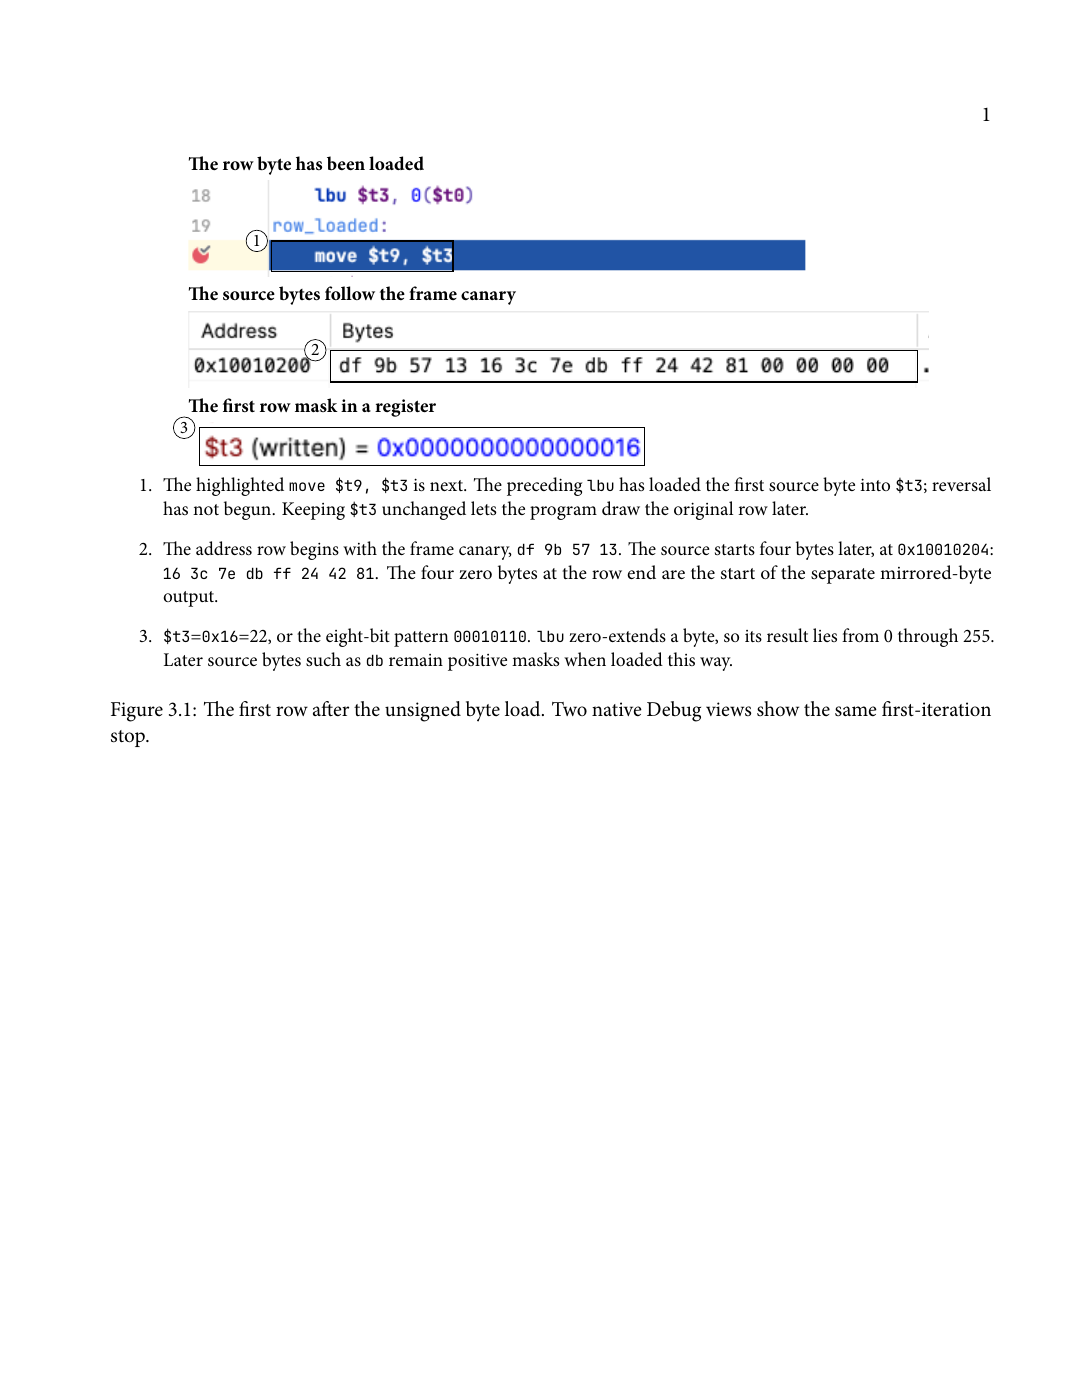 1
The row byte has been loaded
18 lbu $t3, 0($t0)
19 row_loaded:
1 move $t9, $t3
The source bytes follow the frame canary
Address Bytes
2
0x10010200 df 9b 57 13 16 3c 7e db ff 24 42 81 00 00 00 00 .
The first row mask in a register
3
$t3 (written) = 0x0000000000000016
1. The highlighted move $t9, $t3 is next. The preceding lbu has loaded the first source byte into $t3; reversal
has not begun. Keeping $t3 unchanged lets the program draw the original row later.
2. The address row begins with the frame canary, df 9b 57 13. The source starts four bytes later, at 0x10010204:
16 3c 7e db ff 24 42 81. The four zero bytes at the row end are the start of the separate mirrored-byte
output.
3. $t3=0x16=22, or the eight-bit pattern 00010110. lbu zero-extends a byte, so its result lies from 0 through 255.
Later source bytes such as db remain positive masks when loaded this way.
Figure 3.1: The first row after the unsigned byte load. Two native Debug views show the same first-iteration
stop.